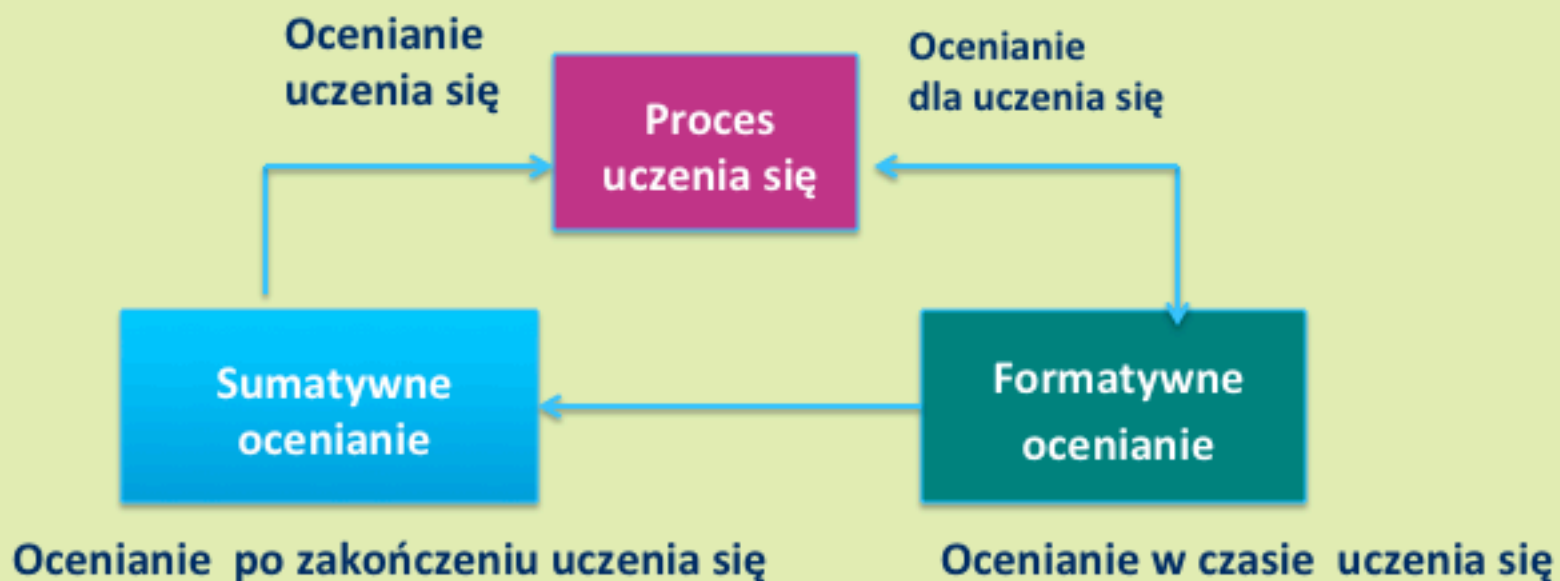 Ocenianie
uczenia się
Proces
uczenia się
Ocenianie
dla uczenia się
Sumatywne
ocenianie
Formatywne
ocenianie
Ocenianie po zakończeniu uczenia się
Ocenianie w czasie uczenia się